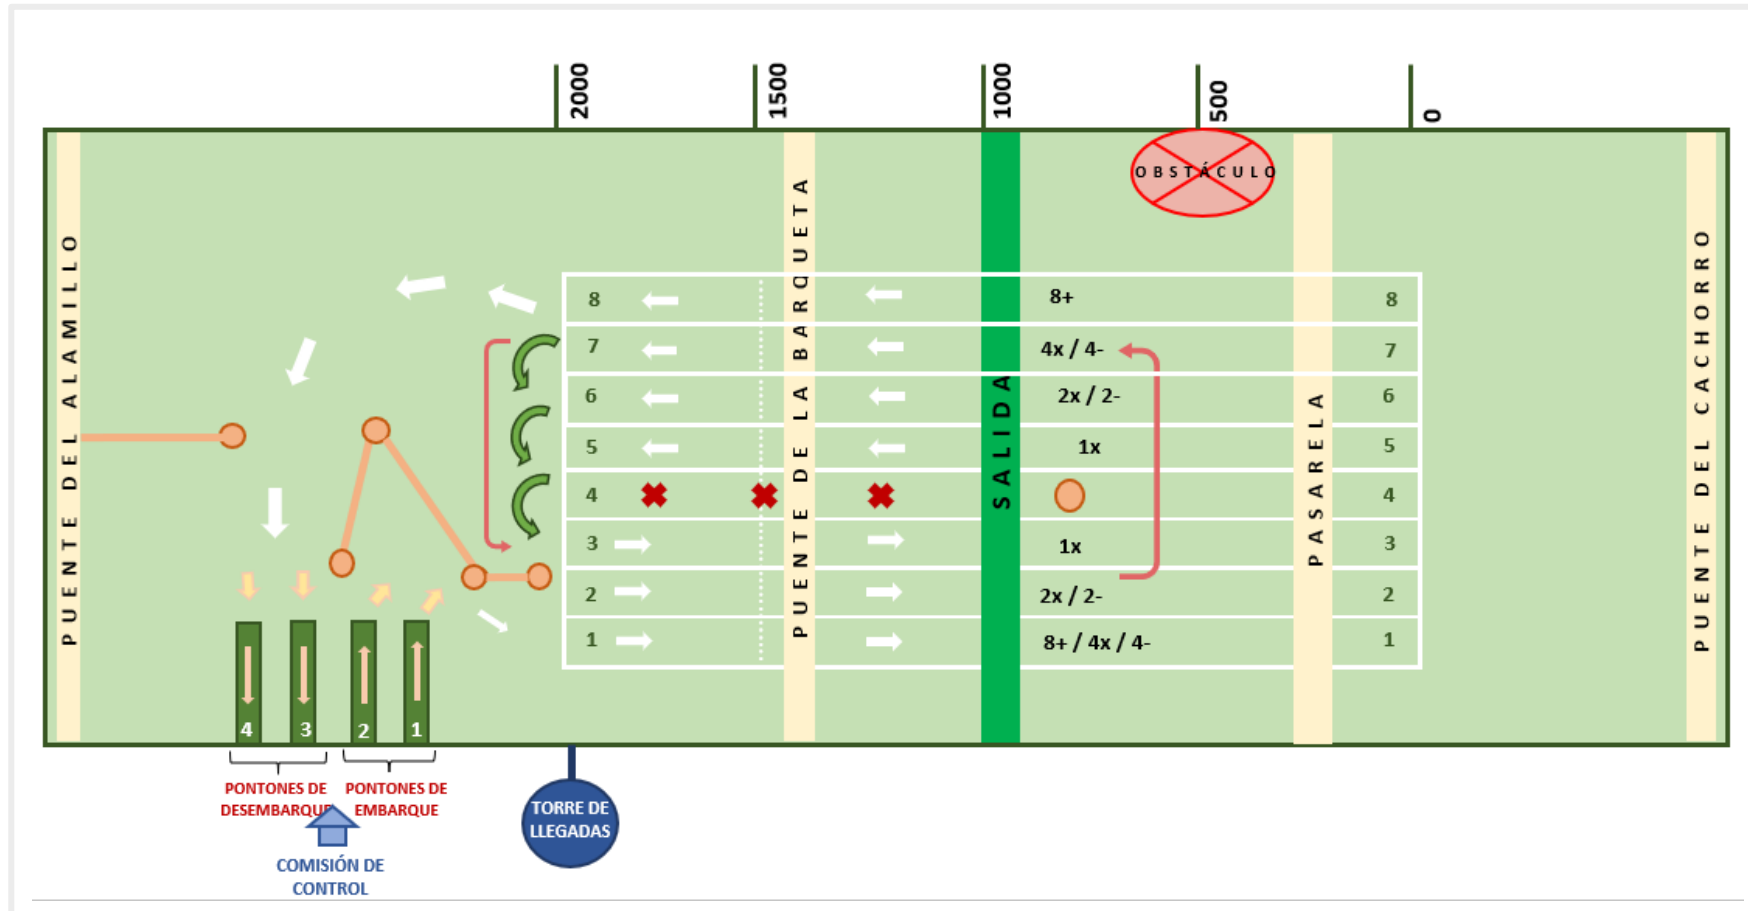 2000
1500
1000
500
0
OBSTÁCULO
PUENTE DEL ALAMILLO
PUENTE DE LA BARQUETA
SALIDA
PASARELA
PUENTE DEL CACHORRO
8 8+ 8
7 4x / 4- 7
6 2x / 2- 6
5 1x 5
4 4
3 1x 3
2 2x / 2- 2
1 8+ / 4x / 4- 1
4 3 2 1
PONTONES DE
DESEMBARQUE
PONTONES DE
EMBARQUE
TORRE DE
LLEGADAS
COMISIÓN DE
CONTROL